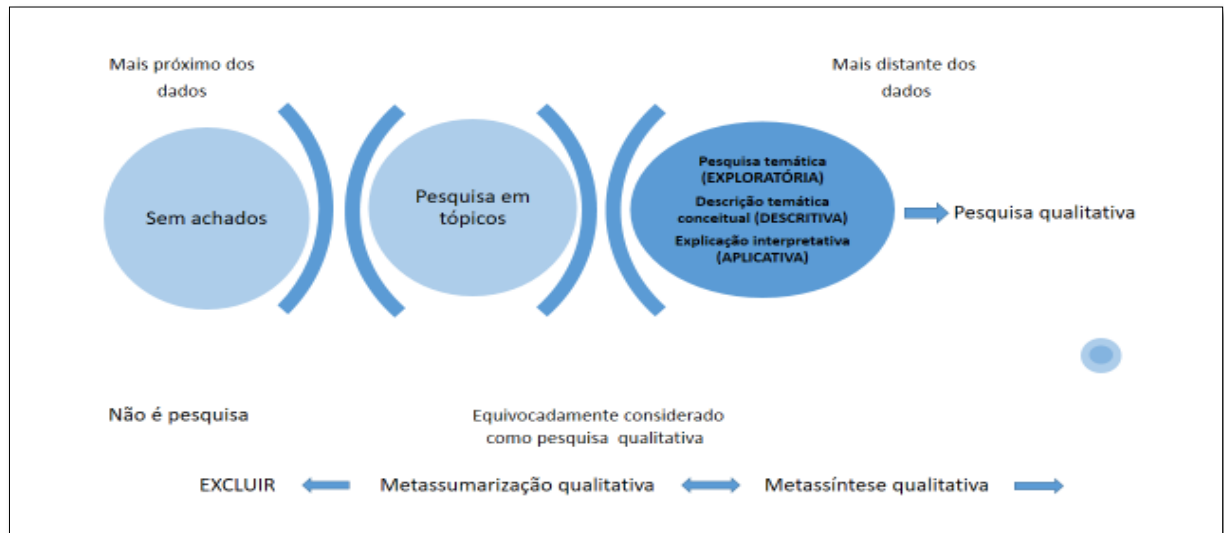 Mais próximo dos
dados
Mais distante dos
dados
Sem achados
Pesquisa em
tópicos
Pesquisa temática
(EXPLORATÓRIA)
Descrição temática
conceitual (DESCRITIVA)
Explicação interpretativa
(APLICATIVA)
Pesquisa qualitativa
Não é pesquisa
Equivocadamente considerado
como pesquisa qualitativa
EXCLUIR
Metassumarização qualitativa
Metassíntese qualitativa